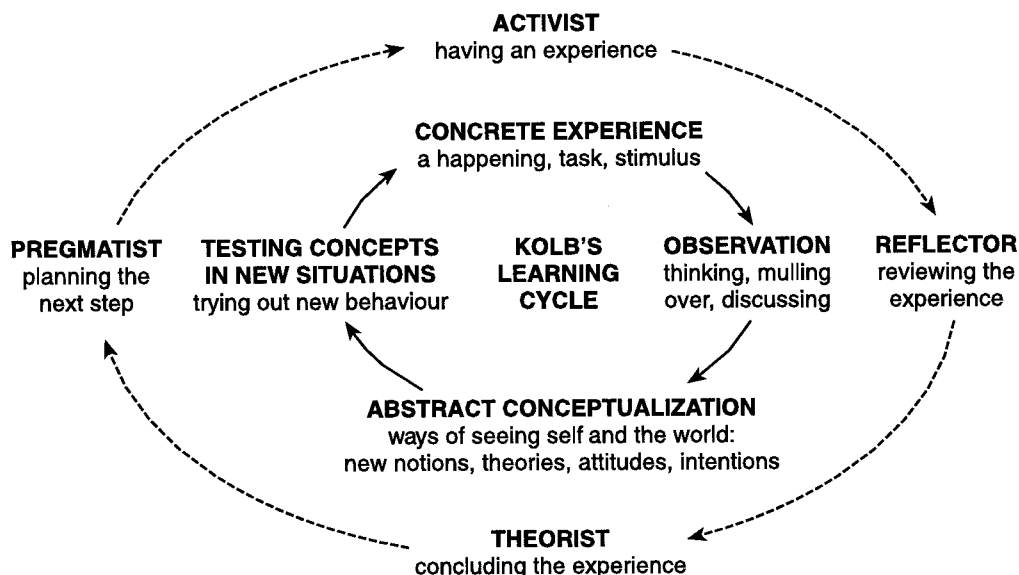 ACTIVIST
having an experience
CONCRETE EXPERIENCE
a happening, task, stimulus
PREGMATIST
planning the
next step
TESTING CONCEPTS
IN NEW SITUATIONS
trying out new behaviour
KOLB'S
LEARNING
CYCLE
OBSERVATION
thinking, mulling
over, discussing
REFLECTOR
reviewing the
experience
ABSTRACT CONCEPTUALIZATION
ways of seeing self and the world:
new notions, theories, attitudes, intentions
THEORIST
concluding the experience